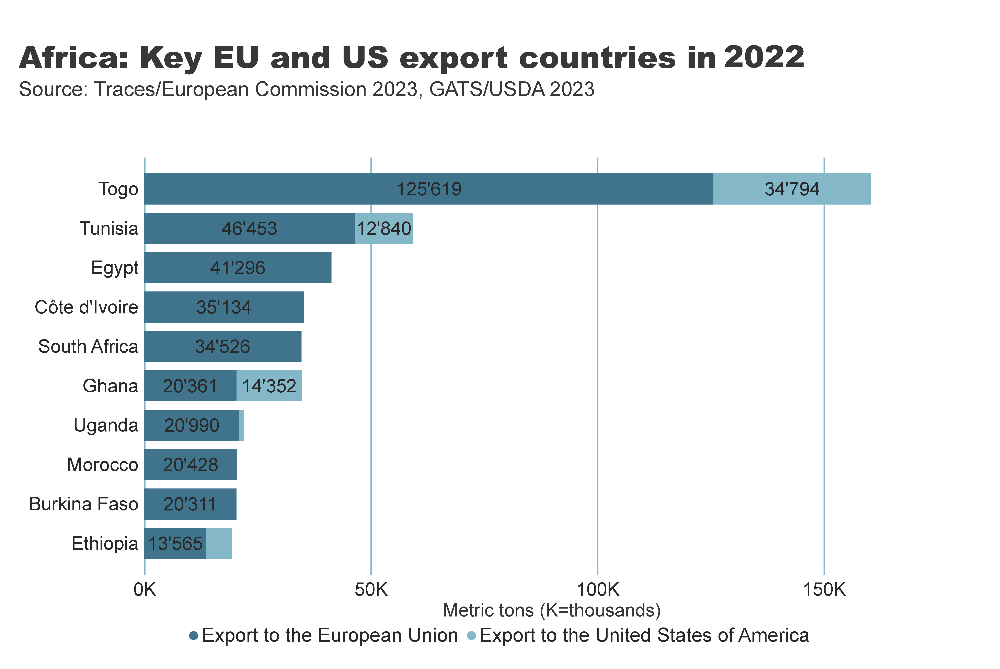 Africa: Key EU and US export countries in 2022
Source: Traces/European Commission 2023, GATS/USDA 2023
Togo 125'619 34'794
Tunisia 46'453 12'840
Egypt 41'296
Côte d'Ivoire 35'134
South Africa 34'526
Ghana 20'361 14'352
Uganda 20'990
Morocco 20'428
Burkina Faso 20'311
Ethiopia 13'565
0K 50K 100K 150K
Metric tons (K=thousands)
Export to the European Union Export to the United States of America